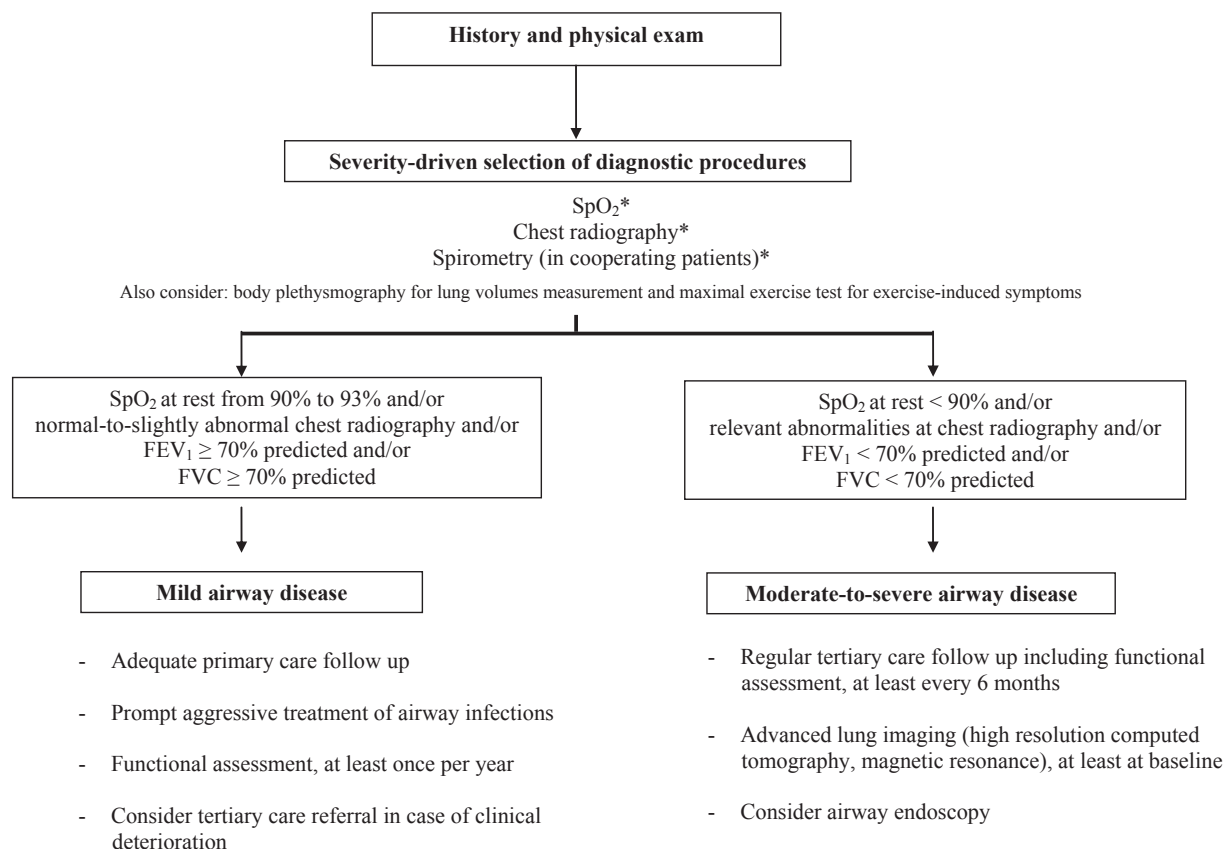 History and physical exam
Severity-driven selection of diagnostic procedures
SpO₂*
Chest radiography*
Spirometry (in cooperating patients)*
Also consider: body plethysmography for lung volumes measurement and maximal exercise test for exercise-induced symptoms
SpO₂ at rest from 90% to 93% and/or
normal-to-slightly abnormal chest radiography and/or
FEV₁ ≥ 70% predicted and/or
FVC ≥ 70% predicted
SpO₂ at rest < 90% and/or
relevant abnormalities at chest radiography and/or
FEV₁ < 70% predicted and/or
FVC < 70% predicted
Mild airway disease
- Adequate primary care follow up
- Prompt aggressive treatment of airway infections
- Functional assessment, at least once per year
- Consider tertiary care referral in case of clinical
deterioration
Moderate-to-severe airway disease
- Regular tertiary care follow up including functional
assessment, at least every 6 months
- Advanced lung imaging (high resolution computed
tomography, magnetic resonance), at least at baseline
- Consider airway endoscopy